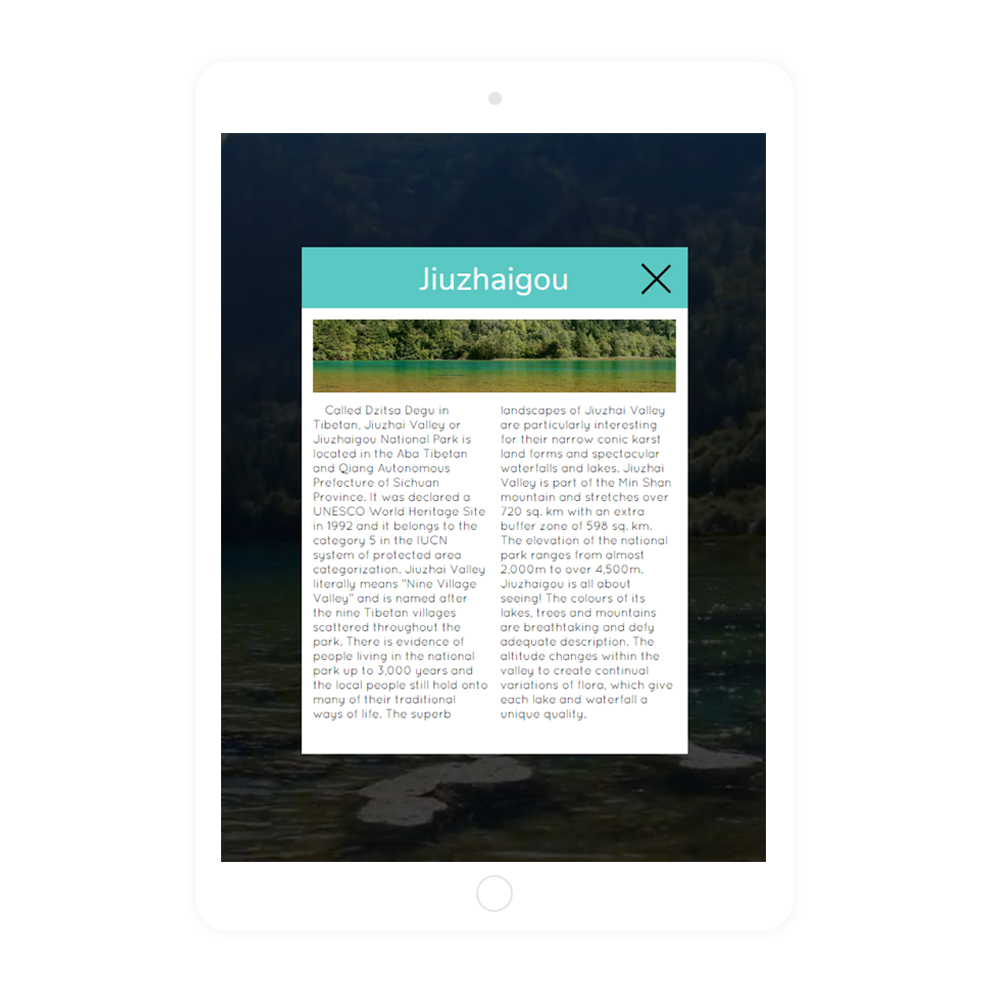 Jiuzhaigou
Called Dzitsa Degu in
Tibetan, Jiuzhai Valley or
Jiuzhaigou National Park is
located in the Aba Tibetan
and Qiang Autonomous
Prefecture of Sichuan
Province. It was declared a
UNESCO World Heritage Site
in 1992 and it belongs to the
category 5 in the IUCN
system of protected area
categorization. Jiuzhai Valley
literally means "Nine Village
Valley" and is named after
the nine Tibetan villages
scattered throughout the
park. There is evidence of
people living in the national
park up to 3,000 years and
the local people still hold onto
many of their traditional
ways of life. The superb
landscapes of Jiuzhai Valley
are particularly interesting
for their narrow conic karst
land forms and spectacular
waterfalls and lakes. Jiuzhai
Valley is part of the Min Shan
mountain and stretches over
720 sq. km with an extra
buffer zone of 598 sq. km.
The elevation of the national
park ranges from almost
2,000m to over 4,500m.
Jiuzhaigou is all about
seeing! The colours of its
lakes, trees and mountains
are breathtaking and defy
adequate description. The
altitude changes within the
valley to create continual
variations of flora, which give
each lake and waterfall a
unique quality.